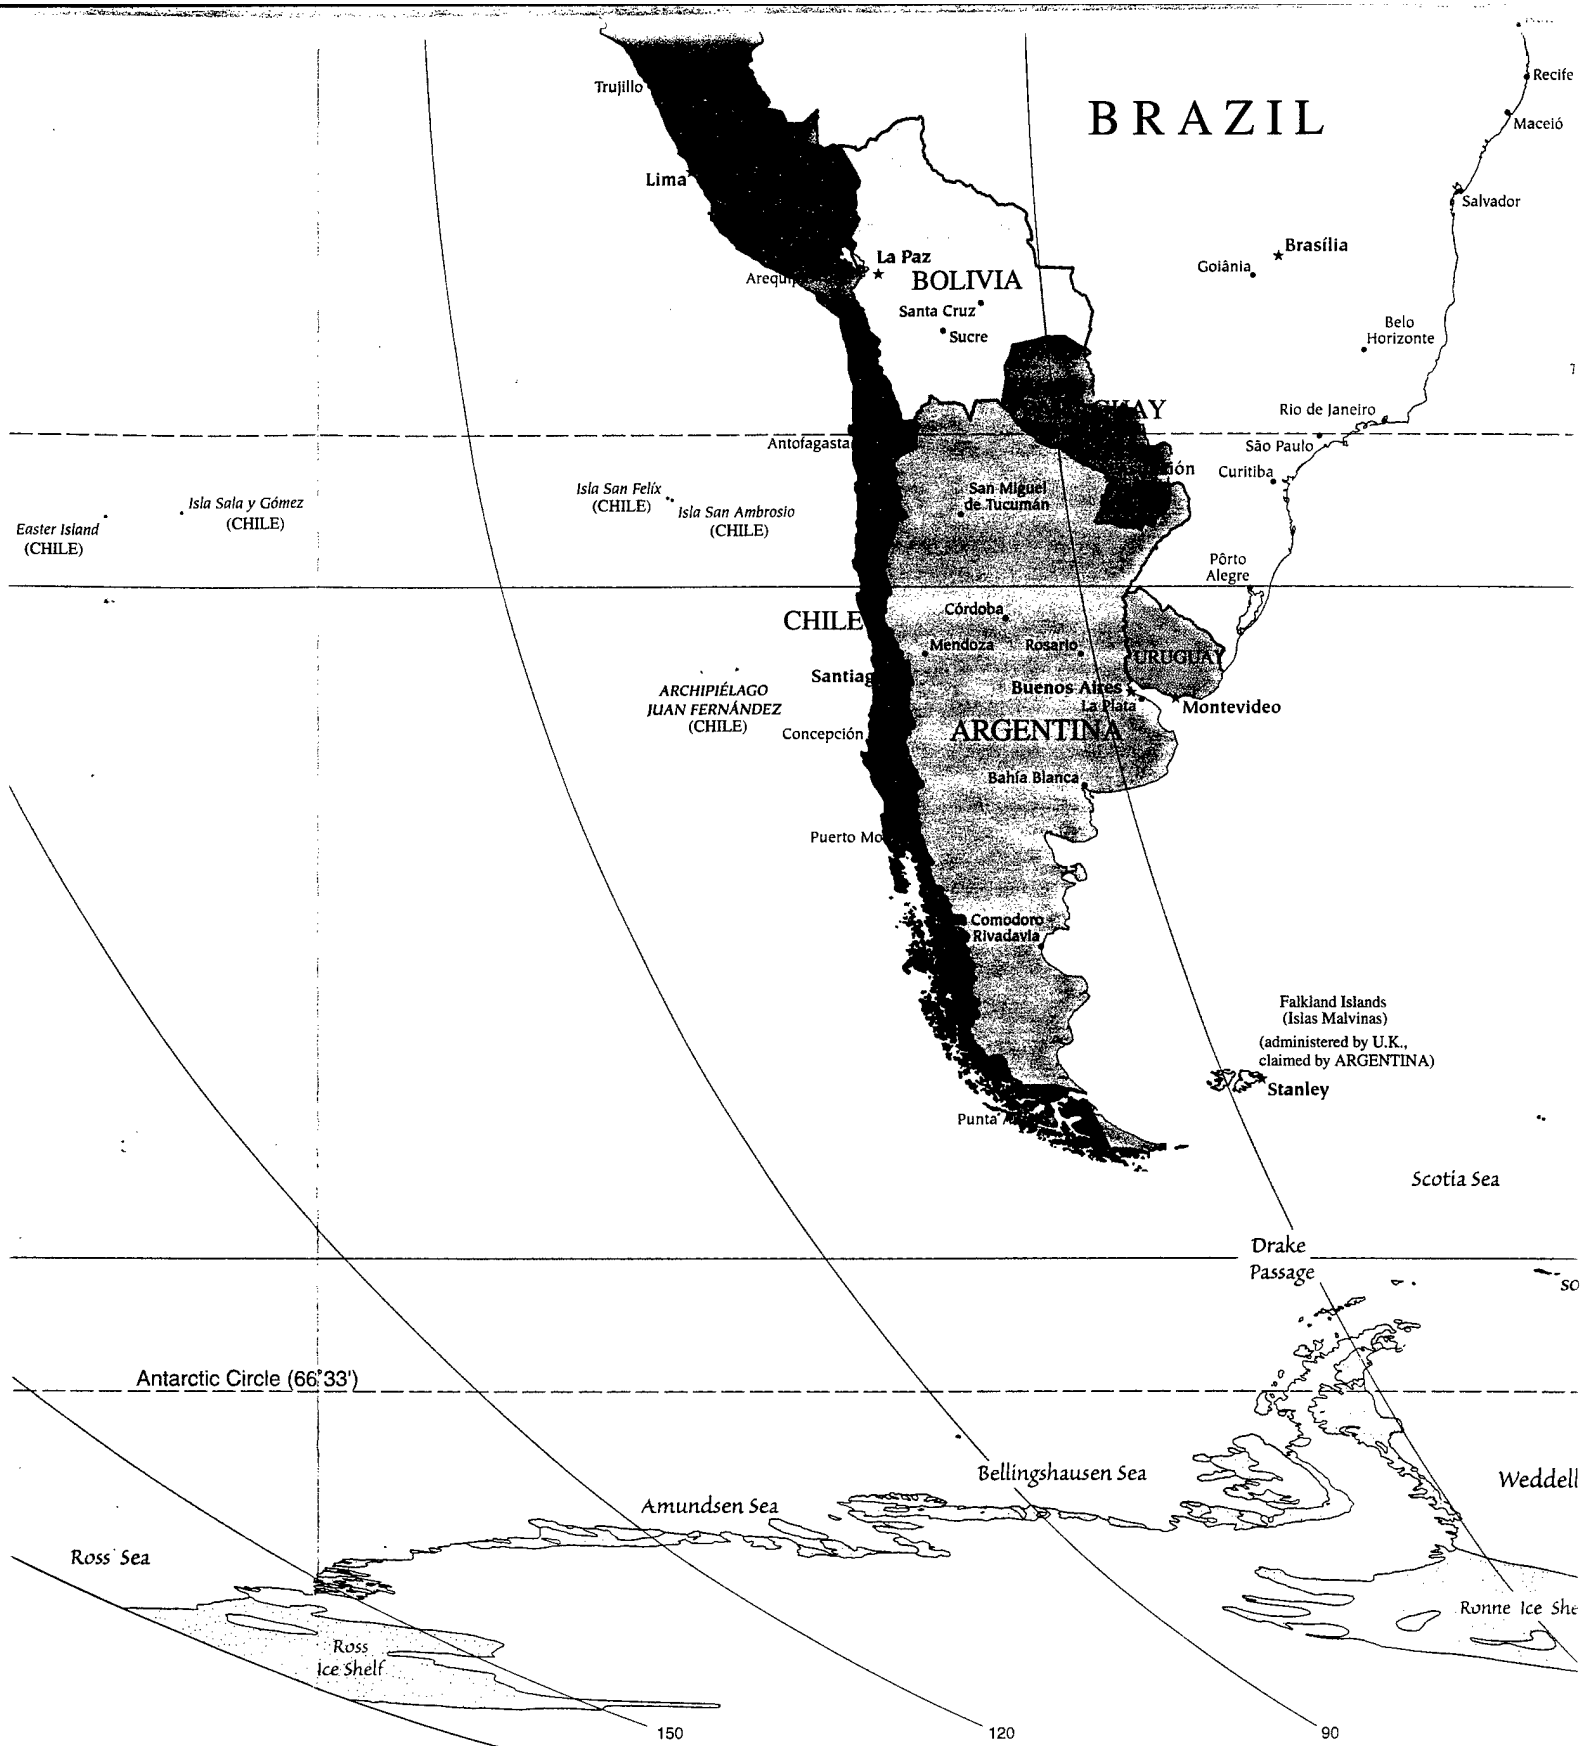 Recife
BRAZIL
Trujillo
Maceió
Lima
Salvador
Brasília
La Paz
Goiânia
BOLIVIA
Santa Cruz
Sucre
Belo
Horizonte
Rio de Janeiro
Antofagasta
São Paulo
Curitiba
Isla San Felix
(CHILE)
Isla San Ambrosio
(CHILE)
San Miguel
de Tucumán
Isla Sala y Gómez
(CHILE)
Easter Island
(CHILE)
Pôrto
Alegre
Córdoba
CHILE
Mendoza
Rosario
URUGUAY
Santiag
ARCHIPIÉLAGO
JUAN FERNÁNDEZ
(CHILE)
Buenos Aires
La Plata
Montevideo
Concepción
ARGENTINA
Bahía Blanca
Puerto Mo
Comodoro
Rivadavia
Falkland Islands
(Islas Malvinas)
(administered by U.K.,
claimed by ARGENTINA)
Stanley
Punta
Scotia Sea
Drake
Passage
Antarctic Circle (66°33')
Bellingshausen Sea
Weddell
Amundsen Sea
Ross Sea
Ronne Ice She
Ross
Ice Shelf
150
120
90